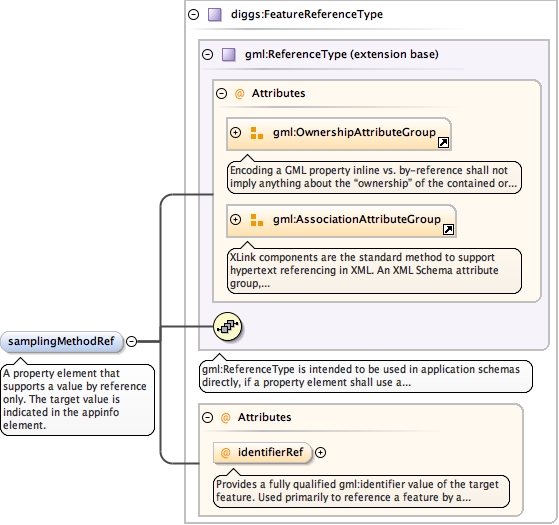 diggs:FeatureReferenceType
gml:ReferenceType (extension base)
@ Attributes
gml:OwnershipAttributeGroup
Encoding a GML property inline vs. by-reference shall not
imply anything about the “ownership” of the contained or...
gml:AssociationAttributeGroup
XLink components are the standard method to support
hypertext referencing in XML. An XML Schema attribute
group,...
samplingMethodRef
A property element that
supports a value by reference
only. The target value is
indicated in the appinfo
element.
gml:ReferenceType is intended to be used in application schemas
directly, if a property element shall use a...
@ Attributes
@ identifierRef
Provides a fully qualified gml:identifier value of the target
feature. Used primarily to reference a feature by a...